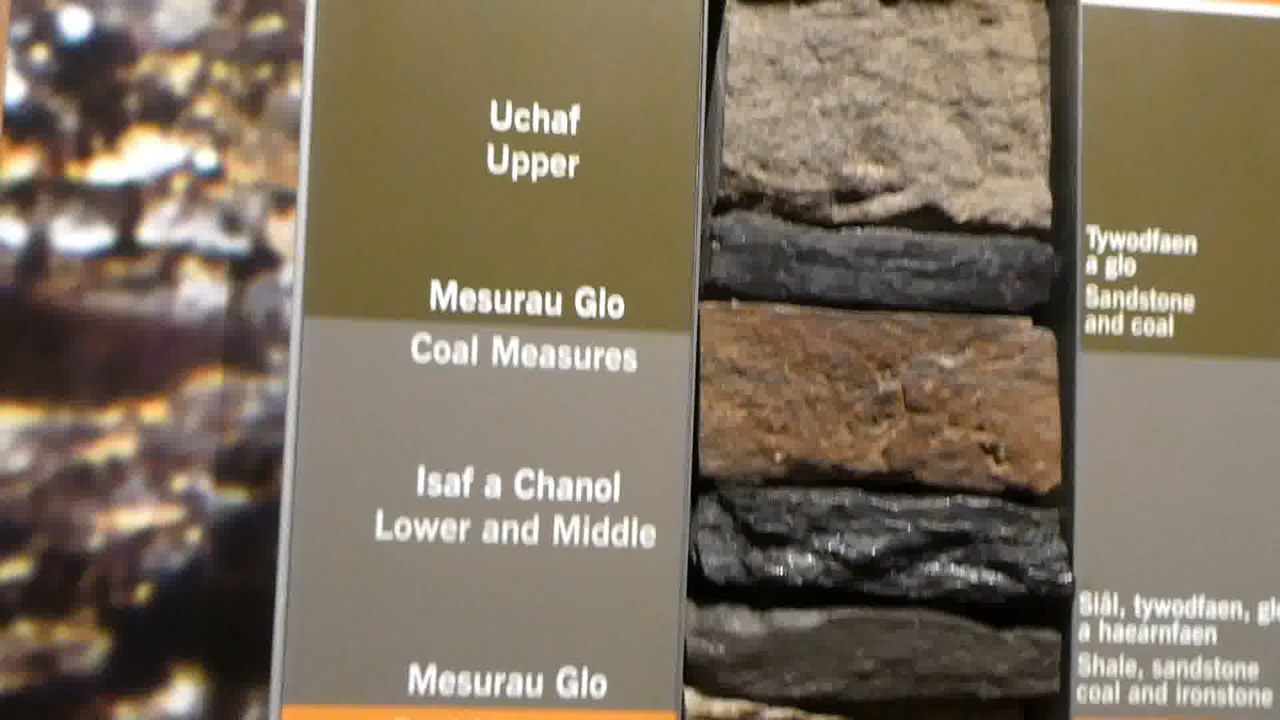 Uchaf
Upper
Mesurau Glo
Coal Measures
Isaf a Chanol
Lower and Middle
Mesurau Glo
Tywodfaen
a glo
Sandstone
and coal
Siâl, tywodfaen,
a haearnfaen
Shale, sandstone
coal and ironstone